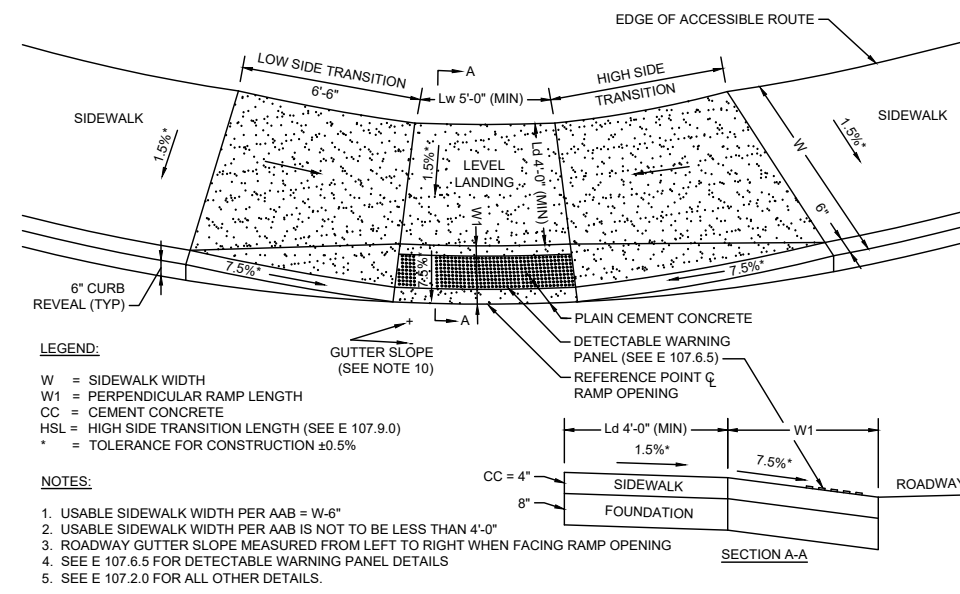 EDGE OF ACCESSIBLE ROUTE
LOW SIDE TRANSITION
6'-6"
A
Lw 5'-0" (MIN)
HIGH SIDE
TRANSITION
SIDEWALK
1.5%*
1.5%*
LEVEL
LANDING
Ld 4'-0" (MIN)
W
1.5%*
SIDEWALK
W1
6"
7.5%*
7.5%*
7.5%*
6" CURB
REVEAL (TYP)
A
+
-
GUTTER SLOPE
(SEE NOTE 10)
PLAIN CEMENT CONCRETE
DETECTABLE WARNING
PANEL (SEE E 107.6.5)
REFERENCE POINT ℄
RAMP OPENING
LEGEND:
W = SIDEWALK WIDTH
W1 = PERPENDICULAR RAMP LENGTH
CC = CEMENT CONCRETE
HSL = HIGH SIDE TRANSITION LENGTH (SEE E 107.9.0)
* = TOLERANCE FOR CONSTRUCTION ±0.5%
NOTES:
1. USABLE SIDEWALK WIDTH PER AAB = W-6"
2. USABLE SIDEWALK WIDTH PER AAB IS NOT TO BE LESS THAN 4'-0"
3. ROADWAY GUTTER SLOPE MEASURED FROM LEFT TO RIGHT WHEN FACING RAMP OPENING
4. SEE E 107.6.5 FOR DETECTABLE WARNING PANEL DETAILS
5. SEE E 107.2.0 FOR ALL OTHER DETAILS.
Ld 4'-0" (MIN)
W1
1.5%*
7.5%*
CC = 4"
SIDEWALK
ROADWAY
8"
FOUNDATION
SECTION A-A